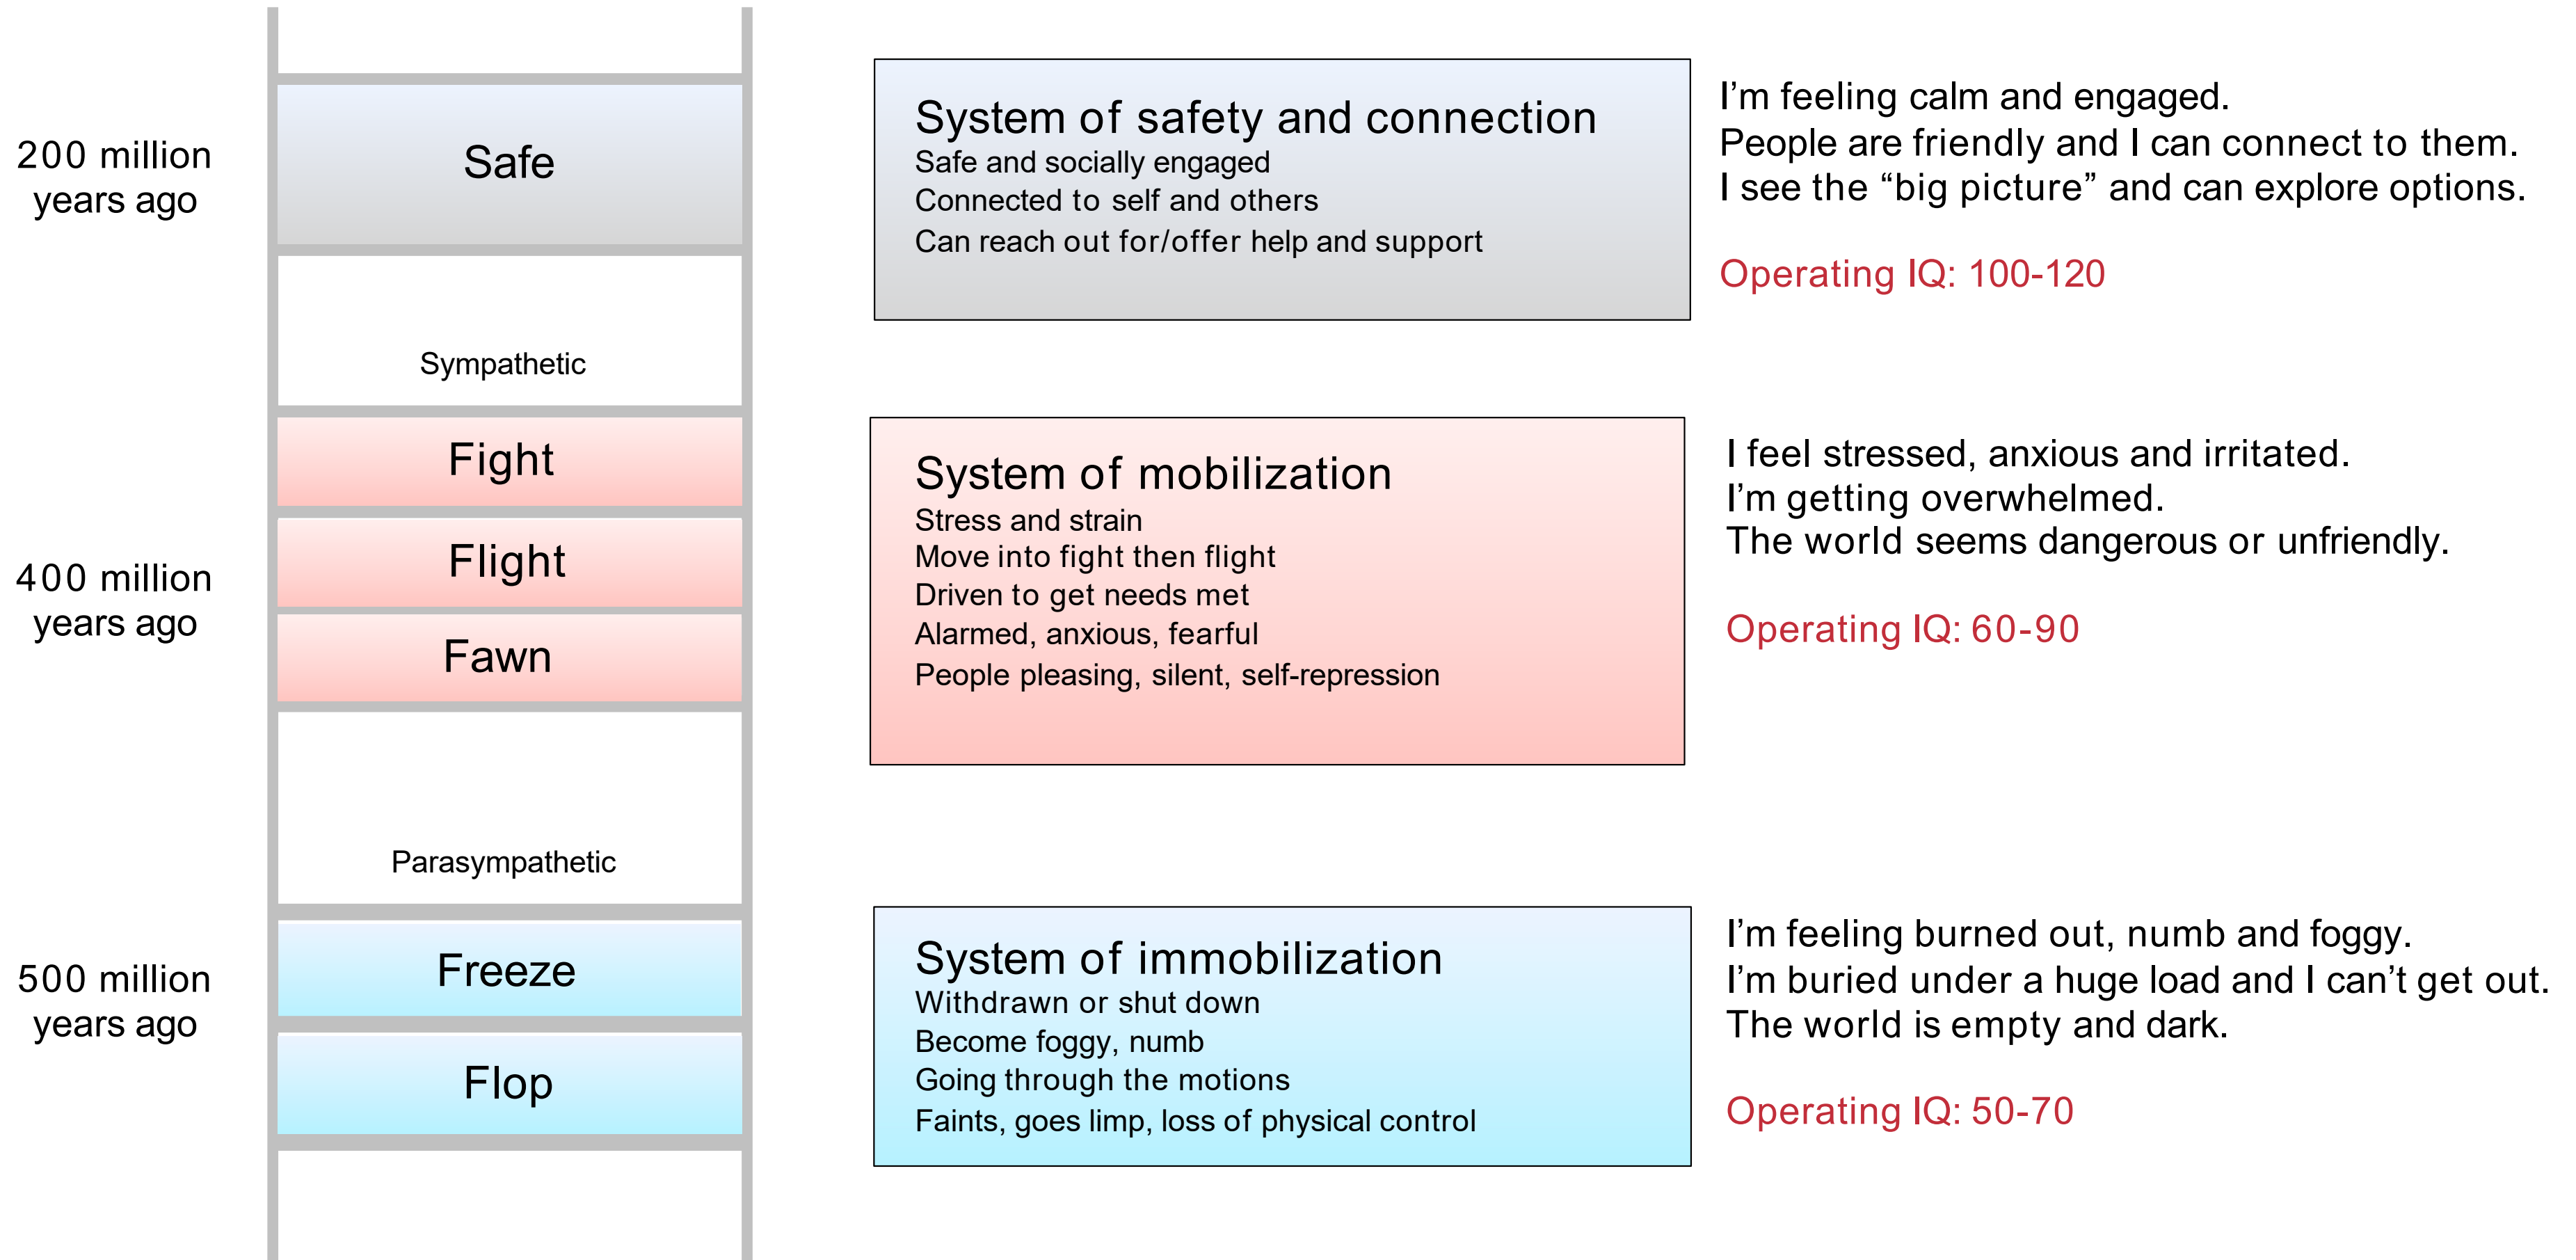 200 million
years ago
Safe
System of safety and connection
Safe and socially engaged
Connected to self and others
Can reach out for/offer help and support
I’m feeling calm and engaged.
People are friendly and I can connect to them.
I see the “big picture” and can explore options.
Operating IQ: 100-120
Sympathetic
400 million
years ago
Fight
Flight
Fawn
System of mobilization
Stress and strain
Move into fight then flight
Driven to get needs met
Alarmed, anxious, fearful
People pleasing, silent, self-repression
I feel stressed, anxious and irritated.
I’m getting overwhelmed.
The world seems dangerous or unfriendly.
Operating IQ: 60-90
Parasympathetic
500 million
years ago
Freeze
Flop
System of immobilization
Withdrawn or shut down
Become foggy, numb
Going through the motions
Faints, goes limp, loss of physical control
I’m feeling burned out, numb and foggy.
I’m buried under a huge load and I can’t get out.
The world is empty and dark.
Operating IQ: 50-70